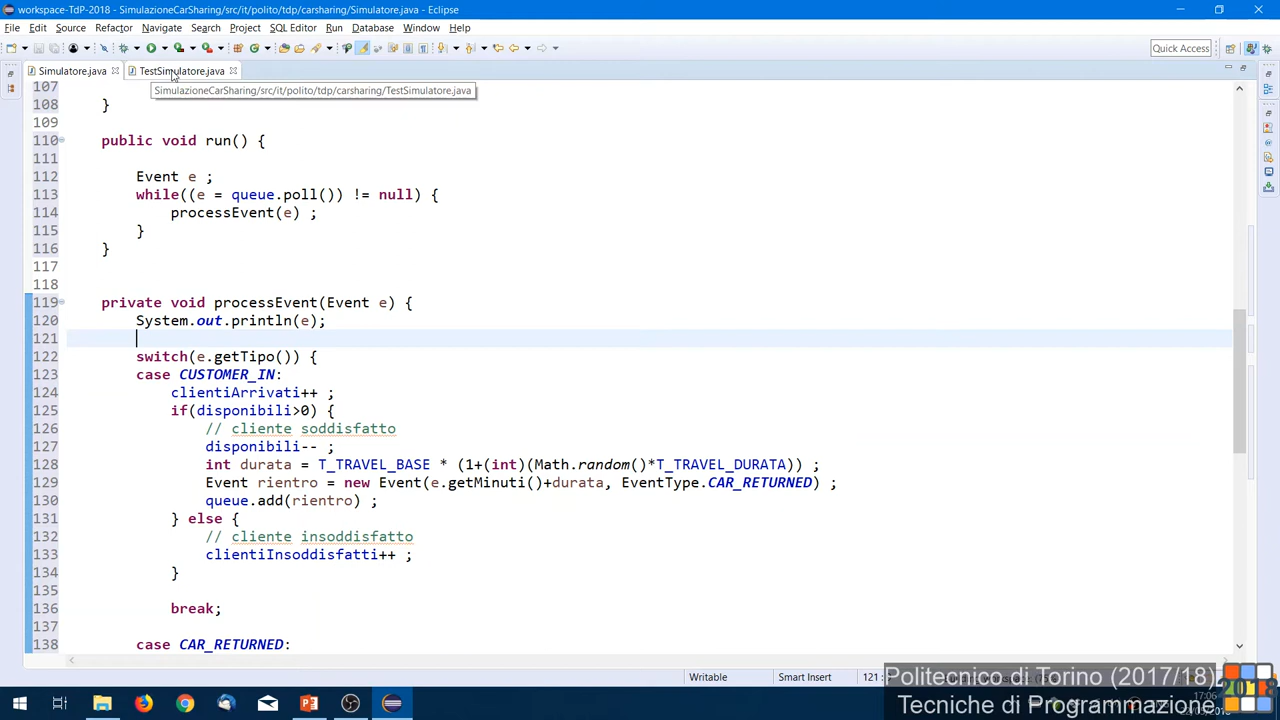 workspace-TdP-2018 - SimulazioneCarSharing/src/it/polito/tdp/carsharing/Simulatore.java - Eclipse
File Edit Source Refactor Navigate Search Project SQL Editor Run Database Window Help
Quick Access
Simulatore.java TestSimulatore.java
SimulazioneCarSharing/src/it/polito/tdp/carsharing/TestSimulatore.java
107
108 }
109
110 public void run() {
111
112 Event e ;
113 while((e = queue.poll()) != null) {
114 processEvent(e) ;
115 }
116 }
117
118
119 private void processEvent(Event e) {
120 System.out.println(e);
121
122 switch(e.getTipo()) {
123 case CUSTOMER_IN:
124 clientiArrivati++ ;
125 if(disponibili>0) {
126 // cliente soddisfatto
127 disponibili-- ;
128 int durata = T_TRAVEL_BASE * (1+(int)(Math.random()*T_TRAVEL_DURATA)) ;
129 Event rientro = new Event(e.getMinuti()+durata, EventType.CAR_RETURNED) ;
130 queue.add(rientro) ;
131 } else {
132 // cliente insoddisfatto
133 clientiInsoddisfatti++ ;
134 }
135
136 break;
137
138 case CAR_RETURNED:
Writable Smart Insert 121 :
Politecnico di Torino (2017/18)
Tecniche di Programmazione
2018
17:06